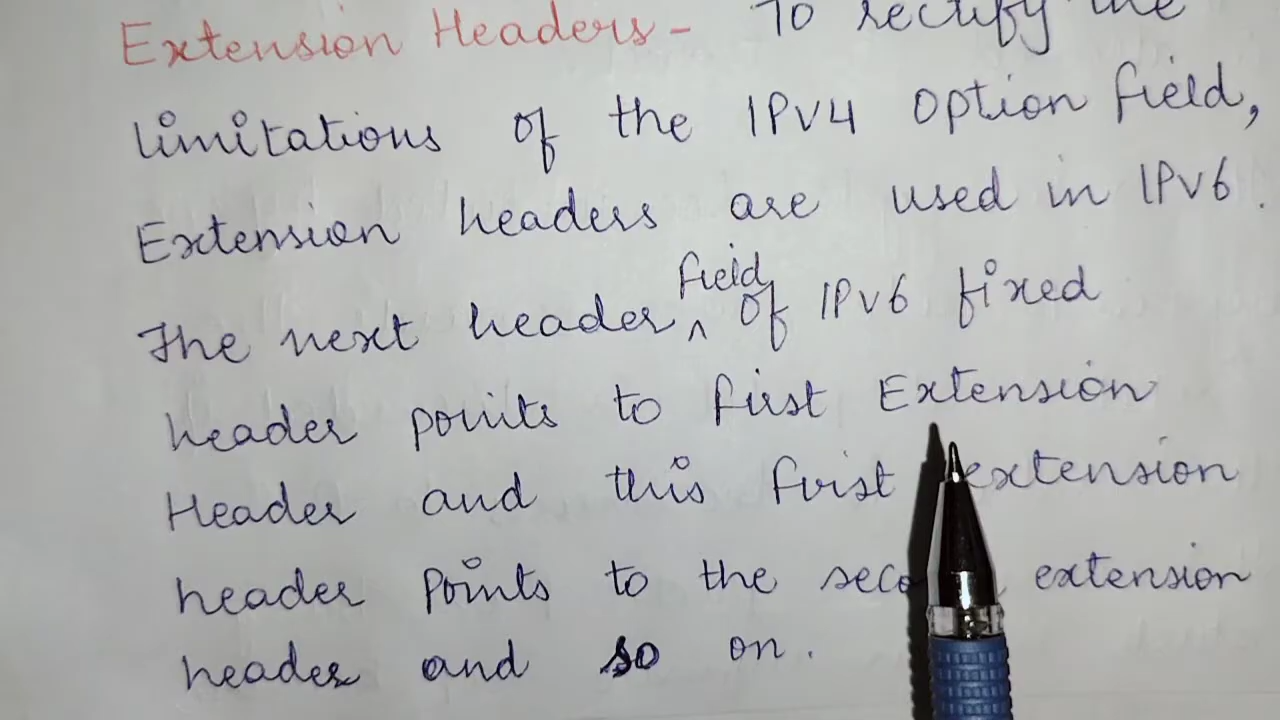 Extension Headers - To rectify the
limitations of the IPv4 Option field,
Extension headers are used in IPv6.
The next header field of IPv6 fixed
header points to first Extension
Header and this first extension
header points to the second extension
header and so on.